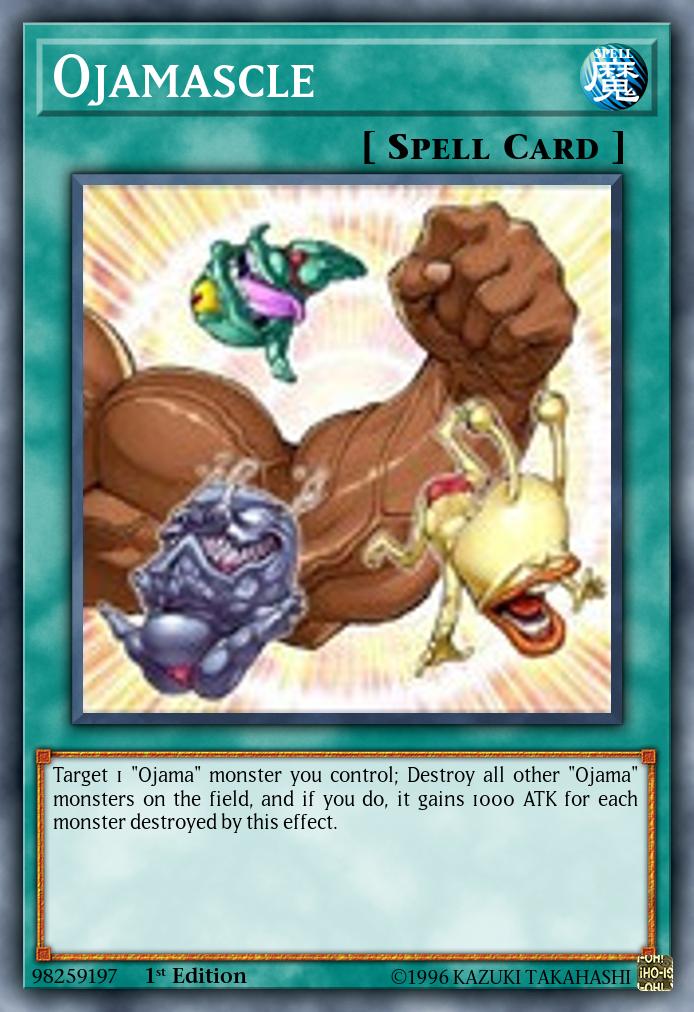 Ojamascle
SPELL
魔
[ Spell Card ]
Target 1 "Ojama" monster you control; Destroy all other "Ojama"
monsters on the field, and if you do, it gains 1000 ATK for each
monster destroyed by this effect.
98259197 1st Edition ©1996 KAZUKI TAKAHASHI